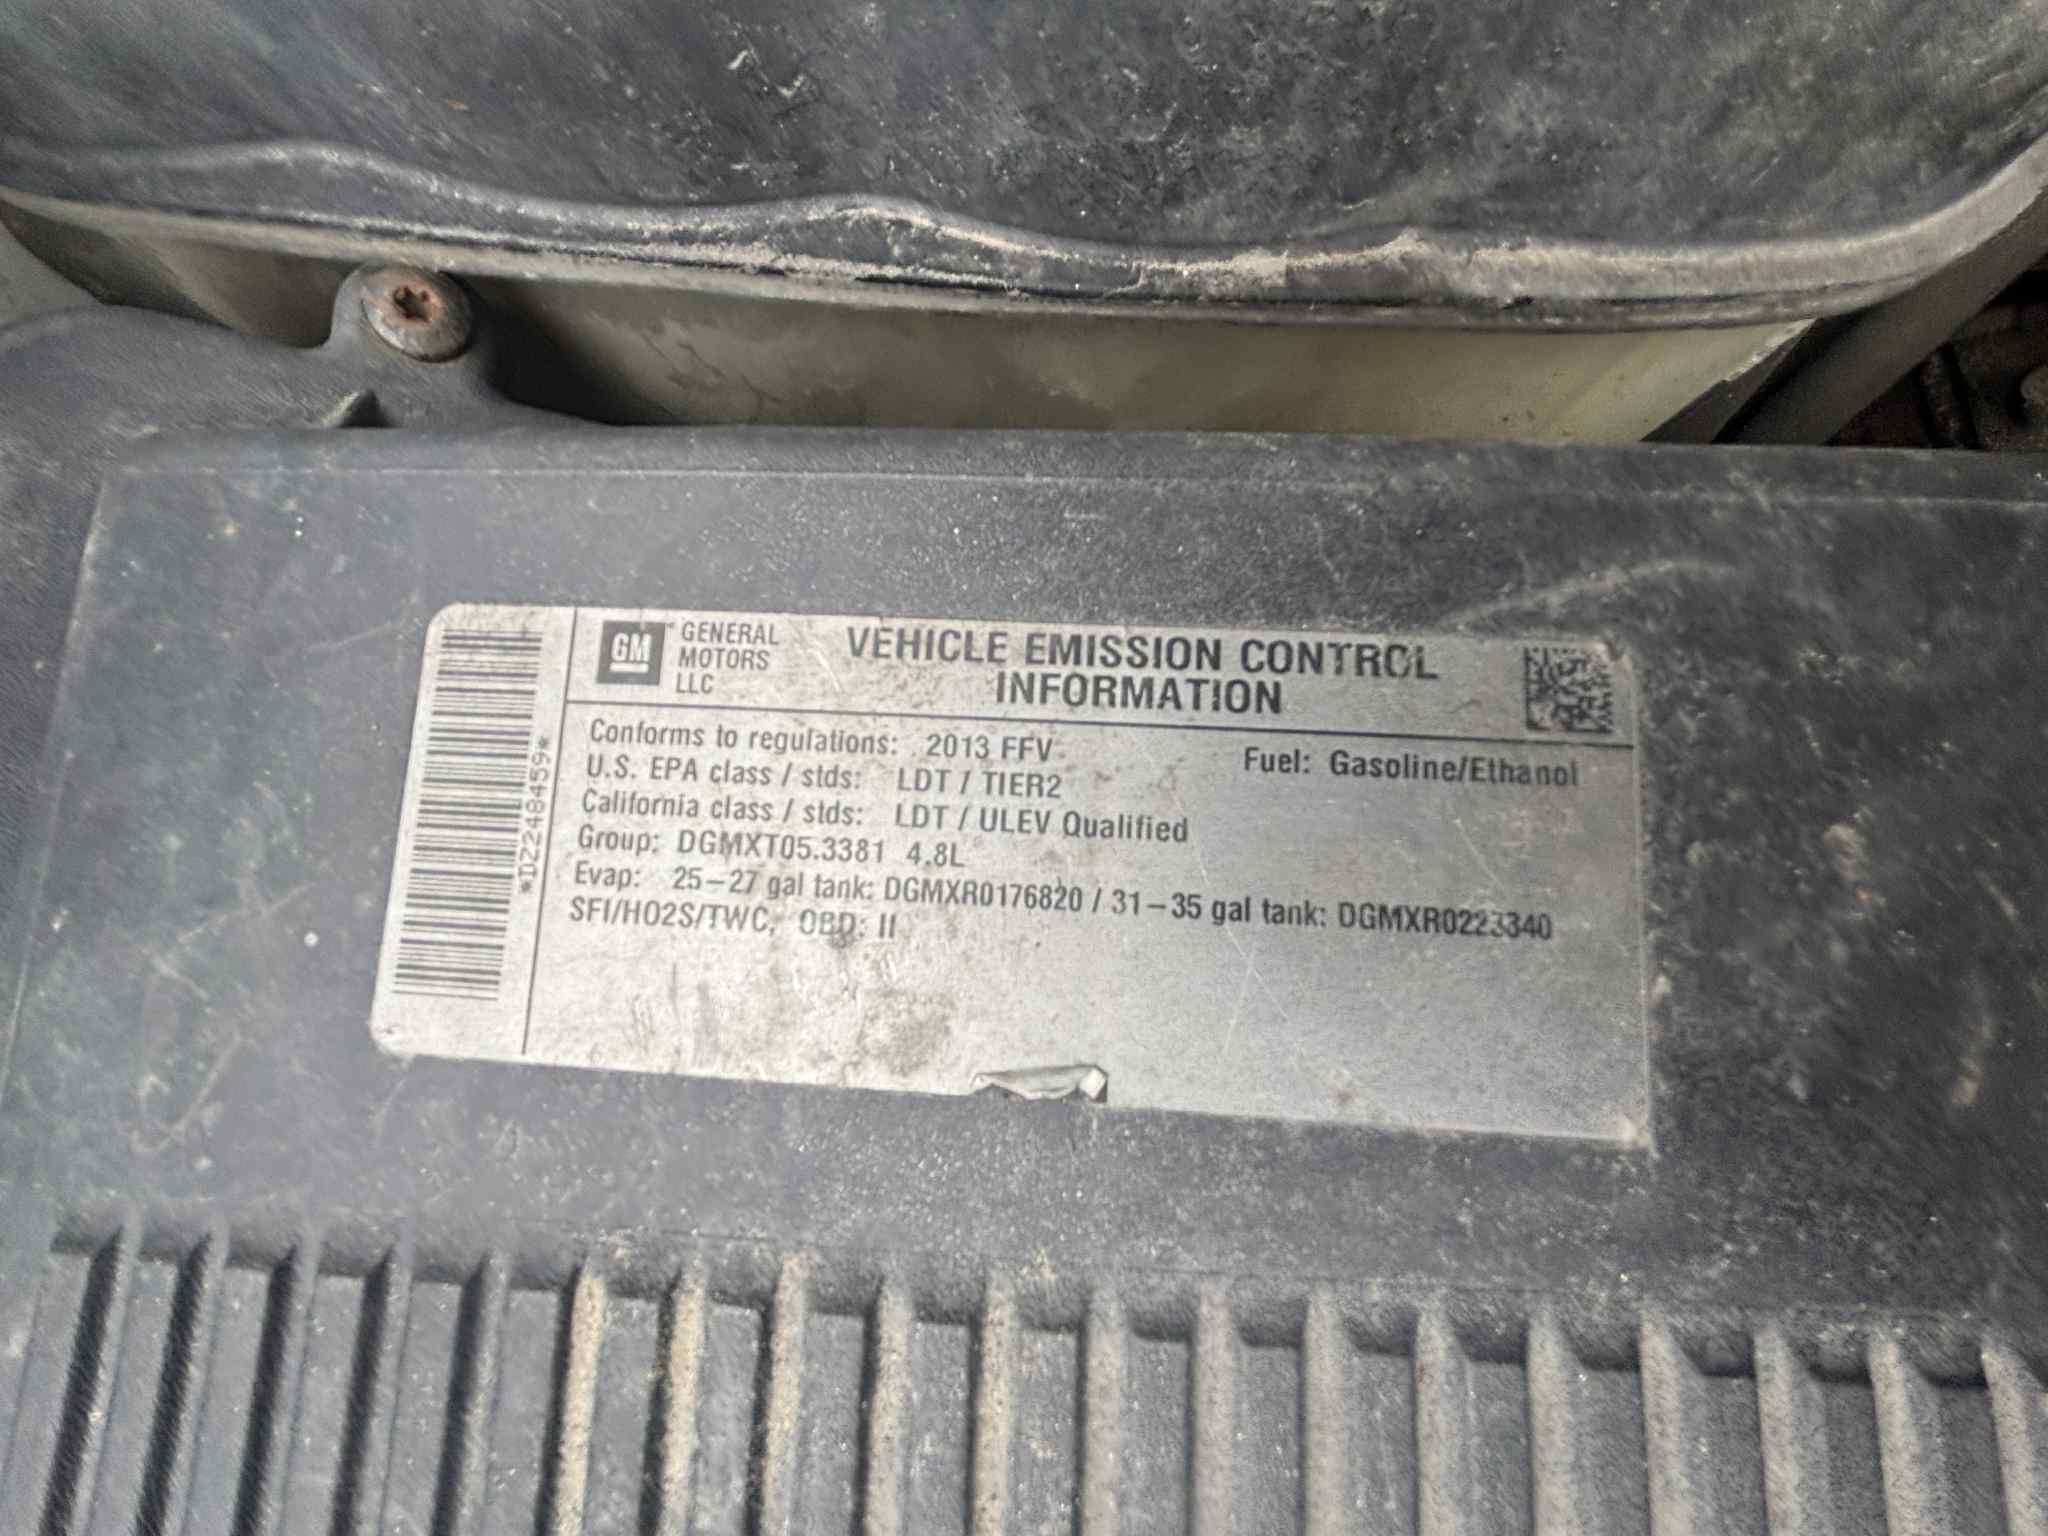 GM
GENERAL
MOTORS
LLC
VEHICLE EMISSION CONTROL
INFORMATION
Conforms to regulations: 2013 FFV
Fuel: Gasoline/Ethanol
U.S. EPA class / stds: LDT / TIER2
California class / stds: LDT / ULEV Qualified
Group: DGMXT05.3381 4.8L
Evap: 25-27 gal tank: DGMXR0176820 / 31-35 gal tank: DGMXR0223340
SFI/HO2S/TWC, OBD: II
*DZ2248459*